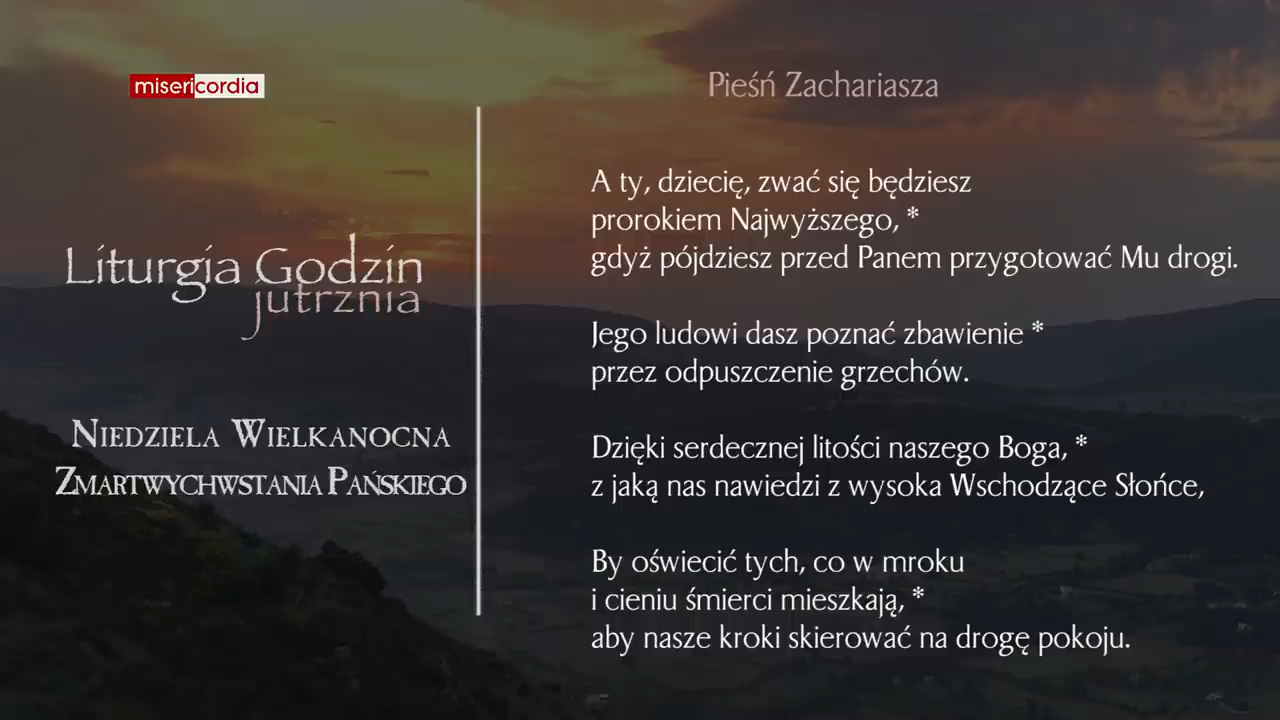 misericordia
Liturgia Godzin
jutrznia
Niedziela Wielkanocna
Zmartwychwstania Pańskiego
Pieśń Zachariasza
A ty, dziecię, zwać się będziesz
prorokiem Najwyższego, *
gdyż pójdziesz przed Panem przygotować Mu drogi.
Jego ludowi dasz poznać zbawienie *
przez odpuszczenie grzechów.
Dzięki serdecznej litości naszego Boga, *
z jaką nas nawiedzi z wysoka Wschodzące Słońce,
By oświecić tych, co w mroku
i cieniu śmierci mieszkają, *
aby nasze kroki skierować na drogę pokoju.